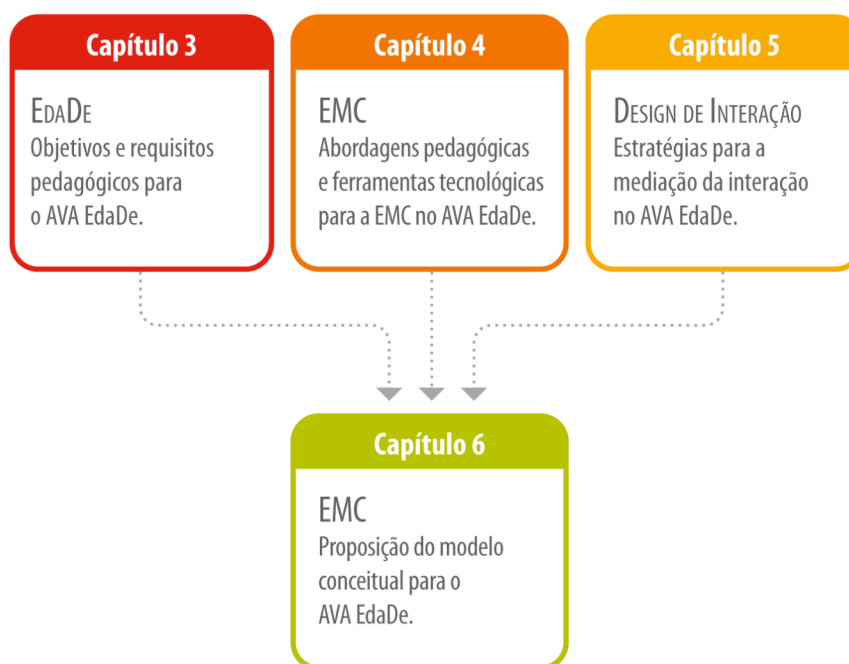 Capítulo 3
EdaDe
Objetivos e requisitos
pedagógicos para
o AVA EdaDe.
Capítulo 4
EMC
Abordagens pedagógicas
e ferramentas tecnológicas
para a EMC no AVA EdaDe.
Capítulo 5
Design de Interação
Estratégias para a
mediação da interação
no AVA EdaDe.
Capítulo 6
EMC
Proposição do modelo
conceitual para o
AVA EdaDe.